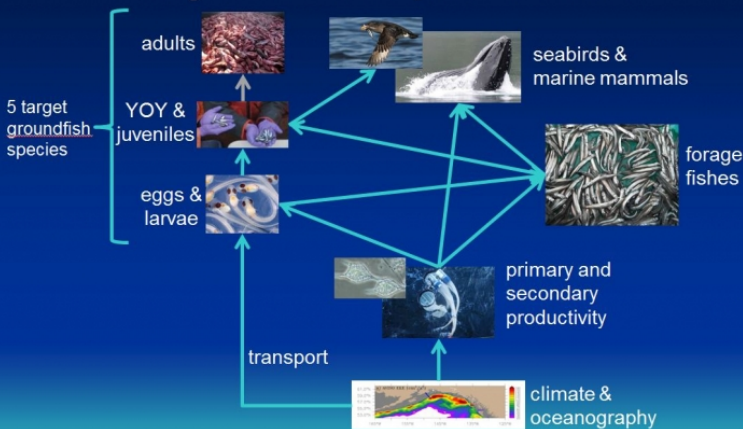 adults
seabirds &
marine mammals
5 target
groundfish
species
YOY &
juveniles
forage
fishes
eggs &
larvae
primary and
secondary
productivity
transport
climate &
oceanography